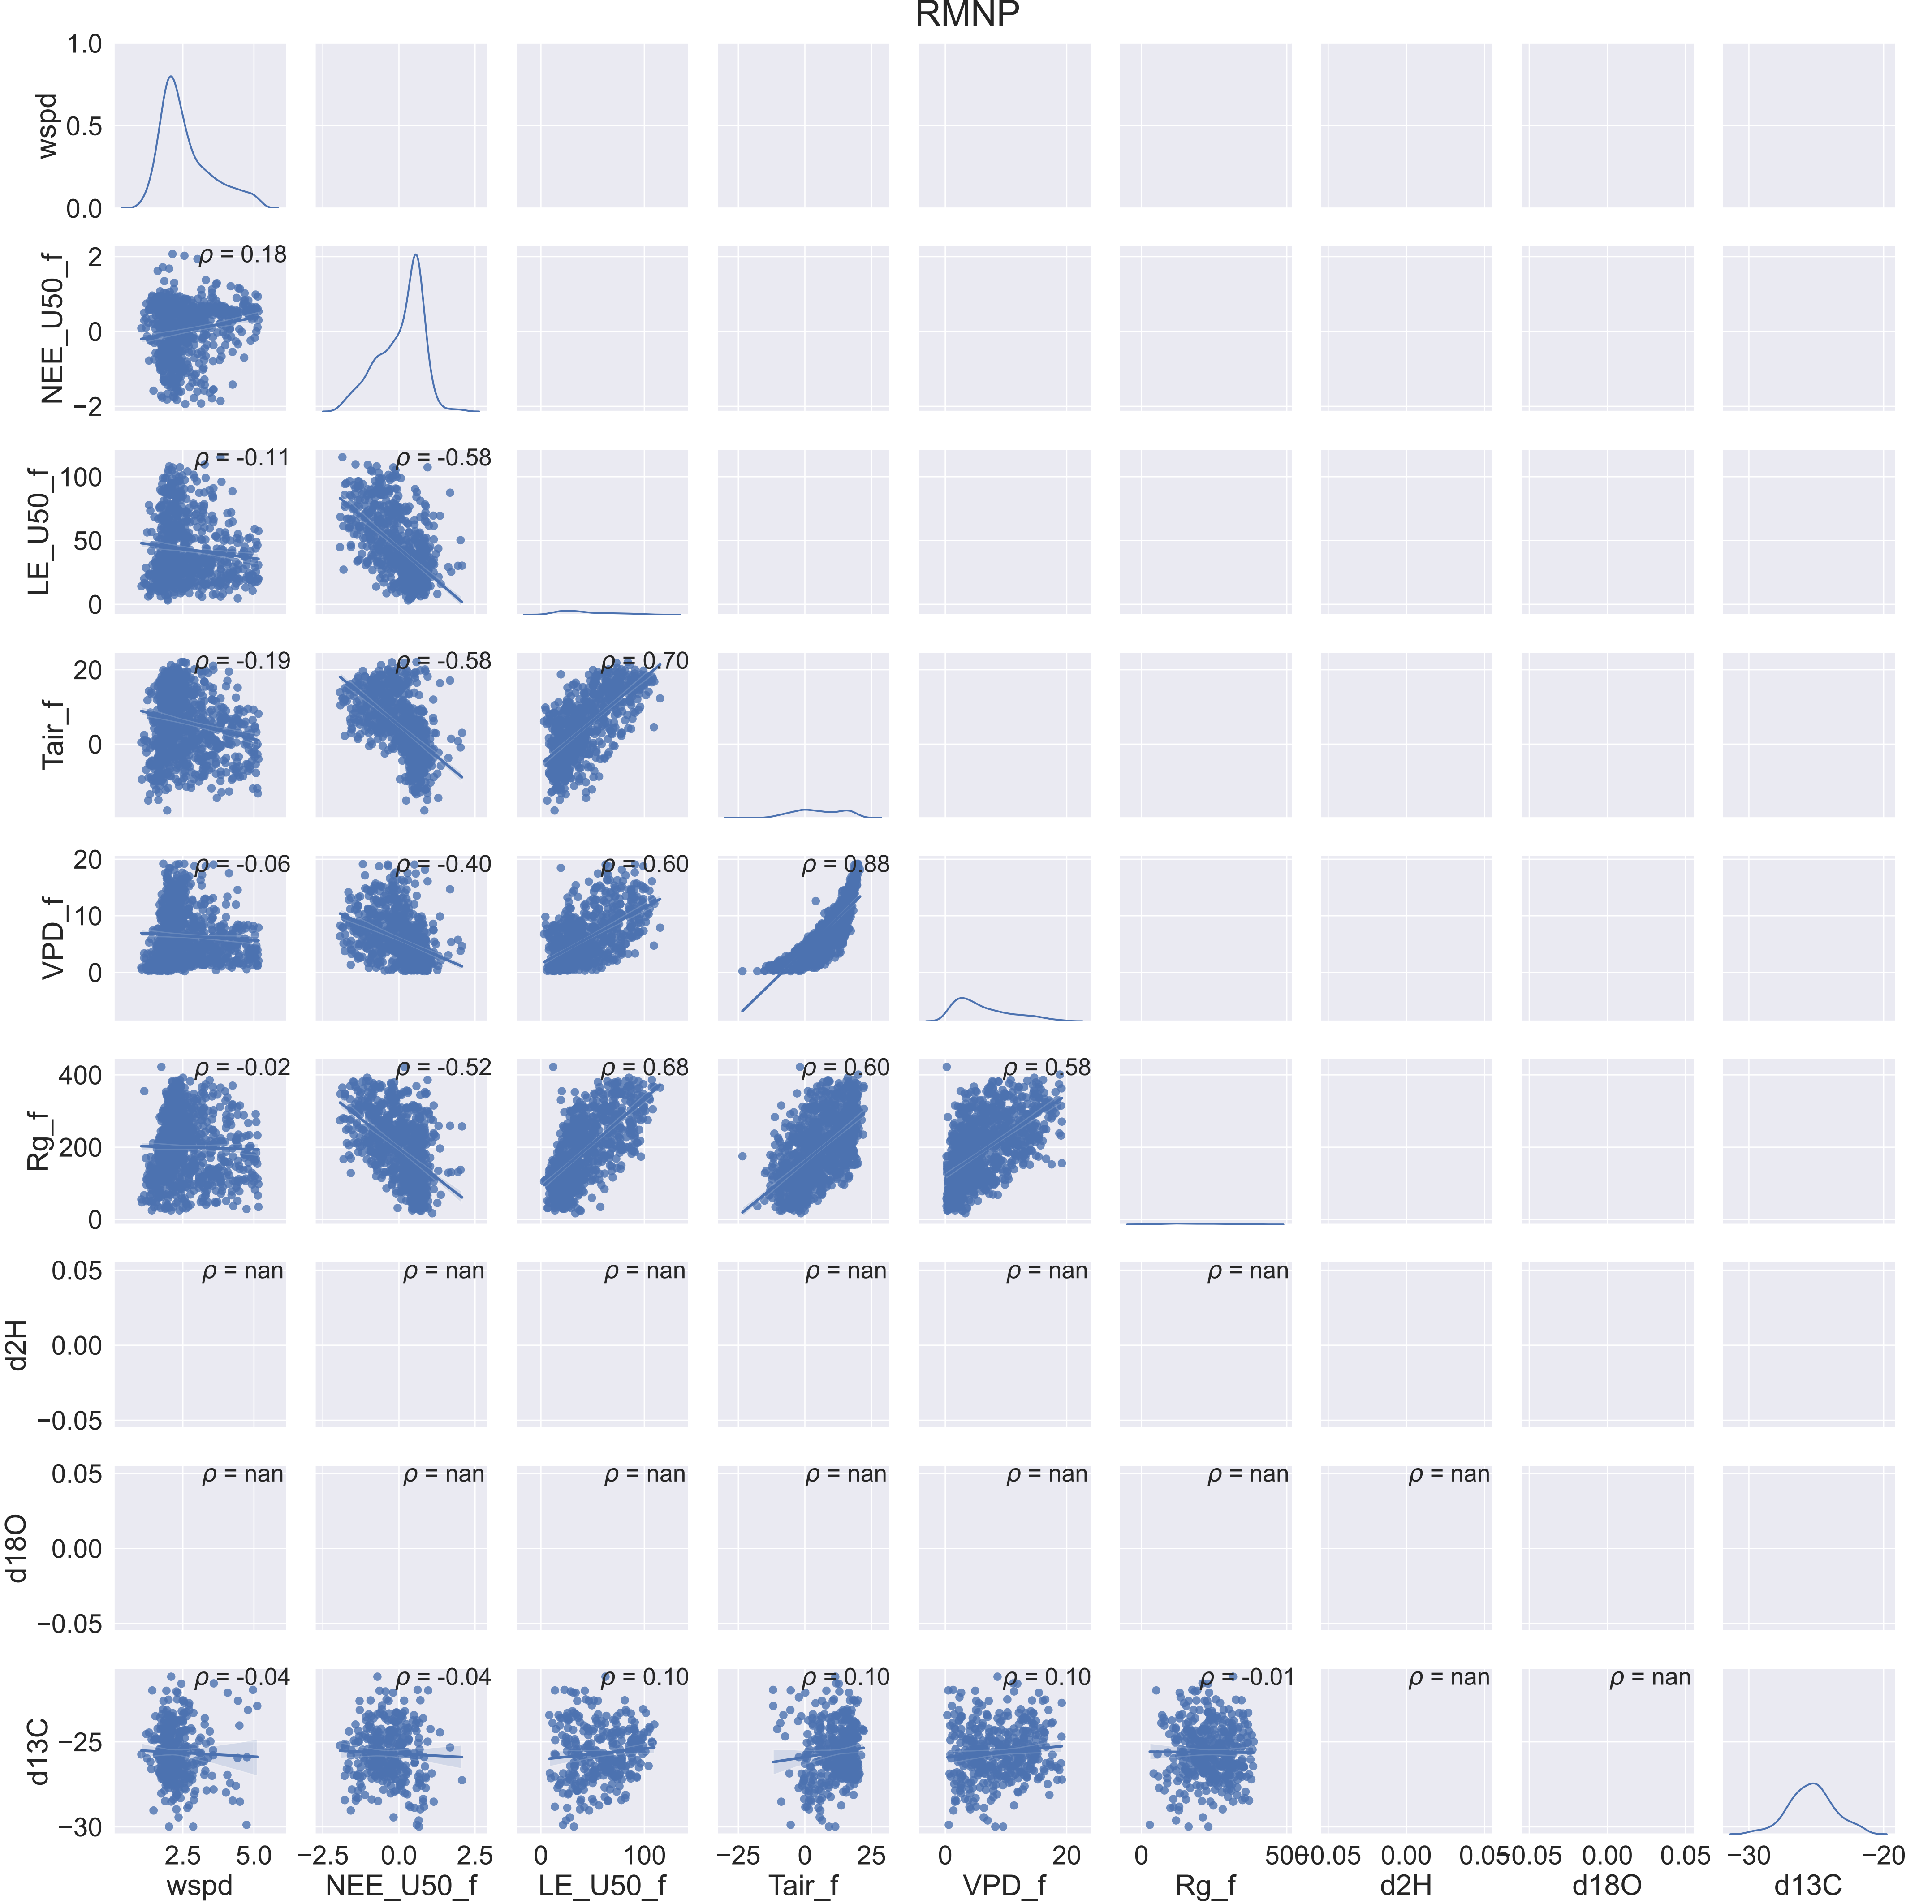 RMNP
1.0
wspd
0.5
0.0
ρ = 0.18
2
NEE_U50_f
0
−2
ρ = -0.11
ρ = -0.58
100
LE_U50_f
50
0
ρ = -0.19
ρ = -0.58
ρ = 0.70
20
Tair_f
0
ρ = -0.06
ρ = -0.40
ρ = 0.60
ρ = 0.88
20
VPD_f
10
0
ρ = -0.02
ρ = -0.52
ρ = 0.68
ρ = 0.60
ρ = 0.58
400
Rg_f
200
0
ρ = nan
ρ = nan
ρ = nan
ρ = nan
ρ = nan
ρ = nan
0.05
d2H
0.00
−0.05
ρ = nan
ρ = nan
ρ = nan
ρ = nan
ρ = nan
ρ = nan
ρ = nan
0.05
d18O
0.00
−0.05
ρ = -0.04
ρ = -0.04
ρ = 0.10
ρ = 0.10
ρ = 0.10
ρ = -0.01
ρ = nan
ρ = nan
−25
d13C
−30
2.5 5.0
−2.5 0.0 2.5
0 100
−25 0 25
0 20
0 500
−0.05 0.00 0.05
−0.05 0.00 0.05
−30 −20
wspd
NEE_U50_f
LE_U50_f
Tair_f
VPD_f
Rg_f
d2H
d18O
d13C